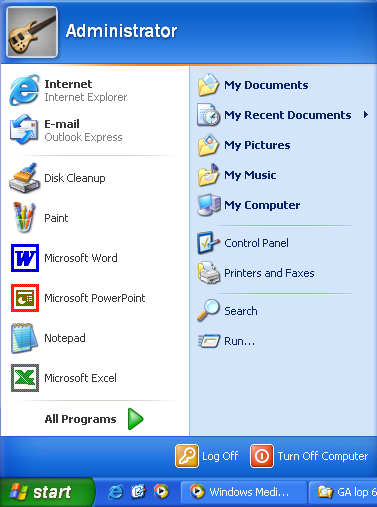 Administrator
Internet
Internet Explorer
E-mail
Outlook Express
Disk Cleanup
Paint
Microsoft Word
Microsoft PowerPoint
Notepad
Microsoft Excel
All Programs
My Documents
My Recent Documents
My Pictures
My Music
My Computer
Control Panel
Printers and Faxes
Search
Run...
Log Off
Turn Off Computer
start
Windows Medi...
GA lop 6